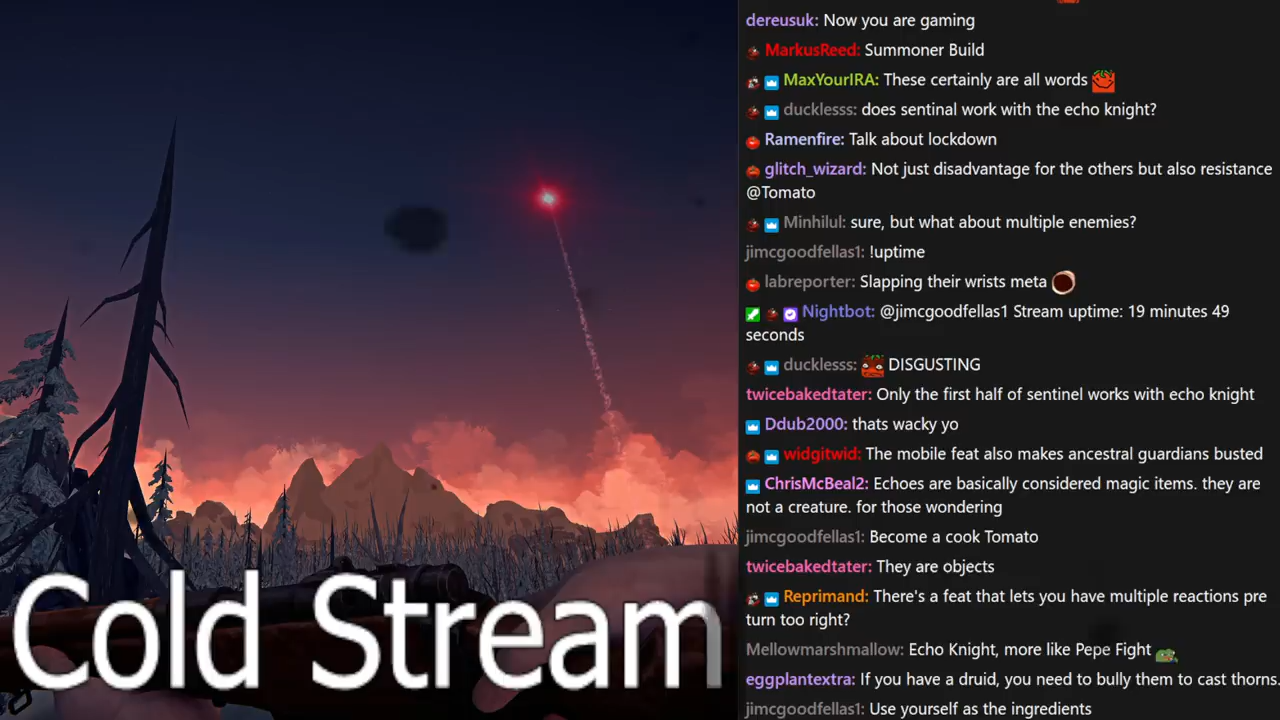 dereusuk: Now you are gaming
MarkusReed: Summoner Build
MaxYourIRA: These certainly are all words
ducklesss: does sentinal work with the echo knight?
Ramenfire: Talk about lockdown
glitch_wizard: Not just disadvantage for the others but also resistance
@Tomato
Minhilul: sure, but what about multiple enemies?
jimcgoodfellas1: !uptime
labreporter: Slapping their wrists meta
Nightbot: @jimcgoodfellas1 Stream uptime: 19 minutes 49
seconds
ducklesss: DISGUSTING
twicebakedtater: Only the first half of sentinel works with echo knight
Ddub2000: thats wacky yo
widgitwid: The mobile feat also makes ancestral guardians busted
ChrisMcBeal2: Echoes are basically considered magic items. they are
not a creature. for those wondering
jimcgoodfellas1: Become a cook Tomato
twicebakedtater: They are objects
Reprimand: There's a feat that lets you have multiple reactions pre
turn too right?
Mellowmarshmallow: Echo Knight, more like Pepe Fight
eggplantextra: If you have a druid, you need to bully them to cast thorns.
jimcgoodfellas1: Use yourself as the ingredients
Cold Stream